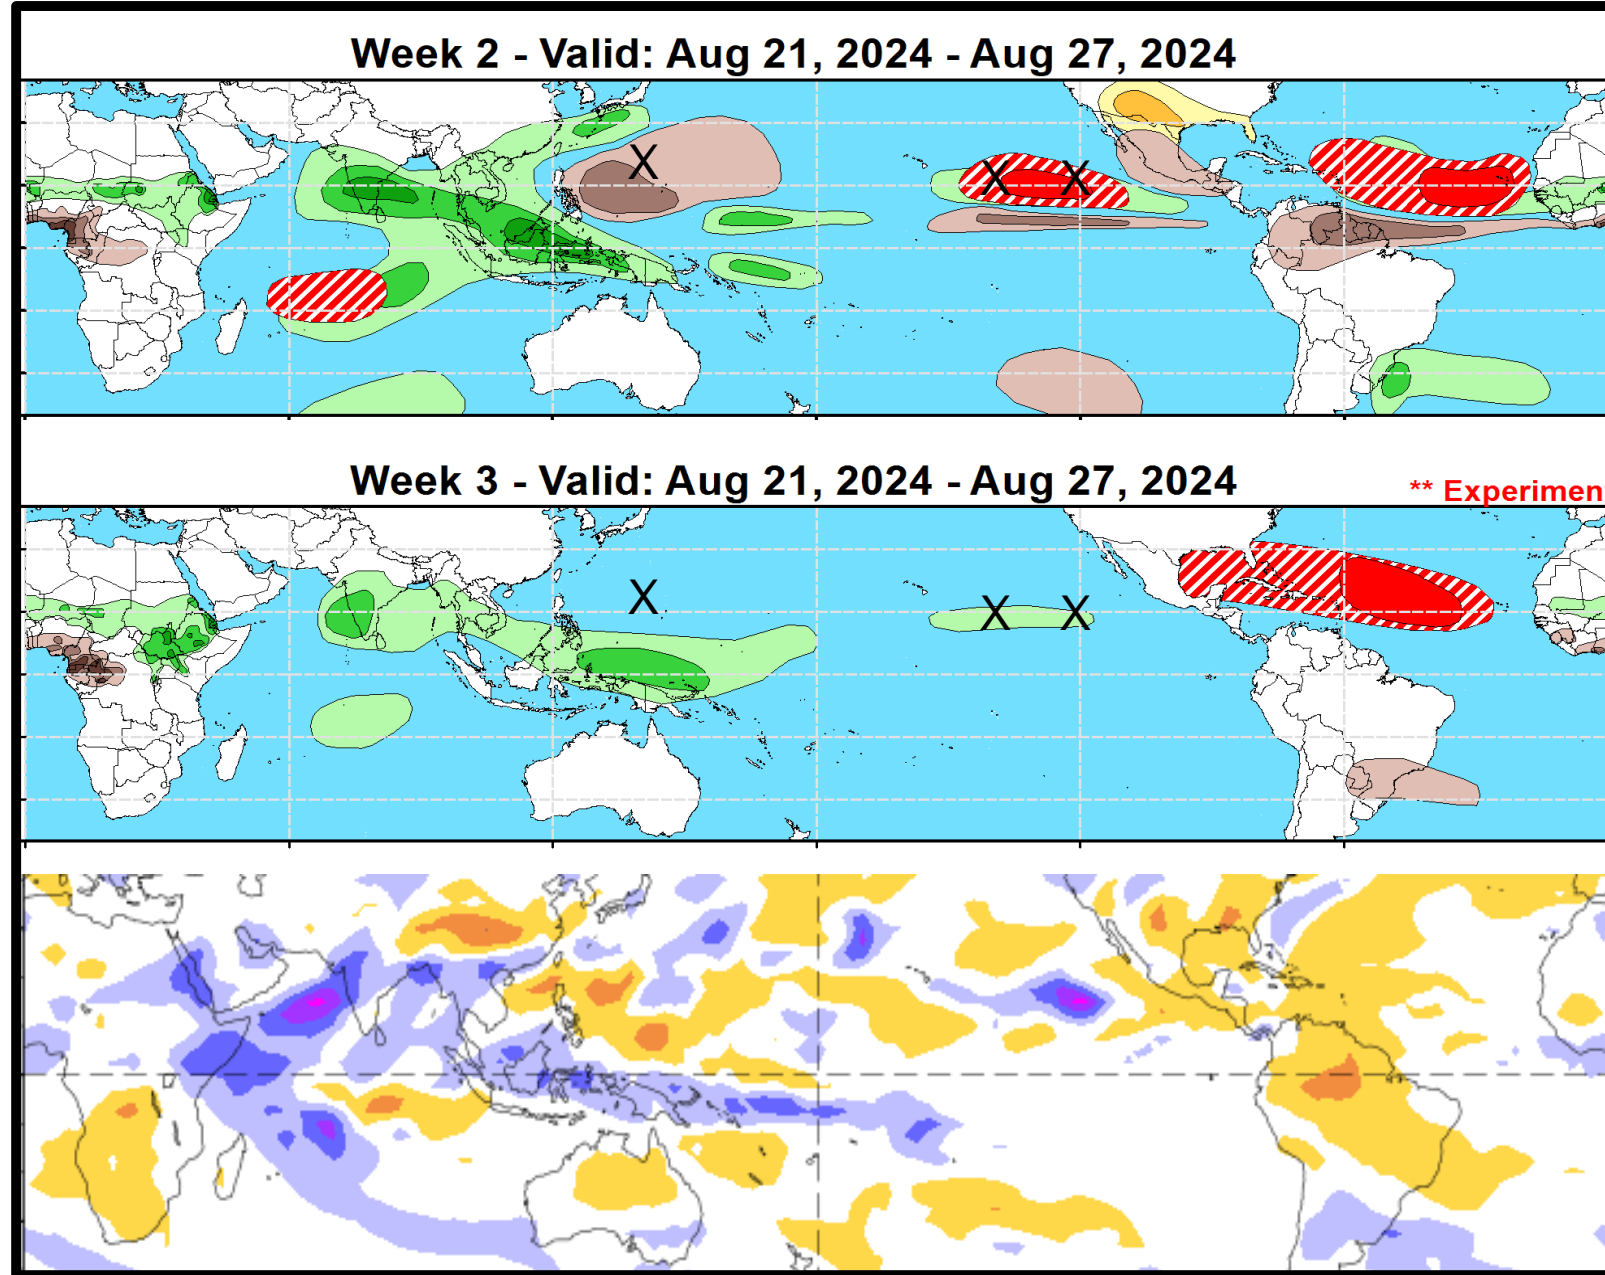 Week 2 - Valid: Aug 21, 2024 - Aug 27, 2024
X
X
X
Week 3 - Valid: Aug 21, 2024 - Aug 27, 2024
** Experimen
X
X
X